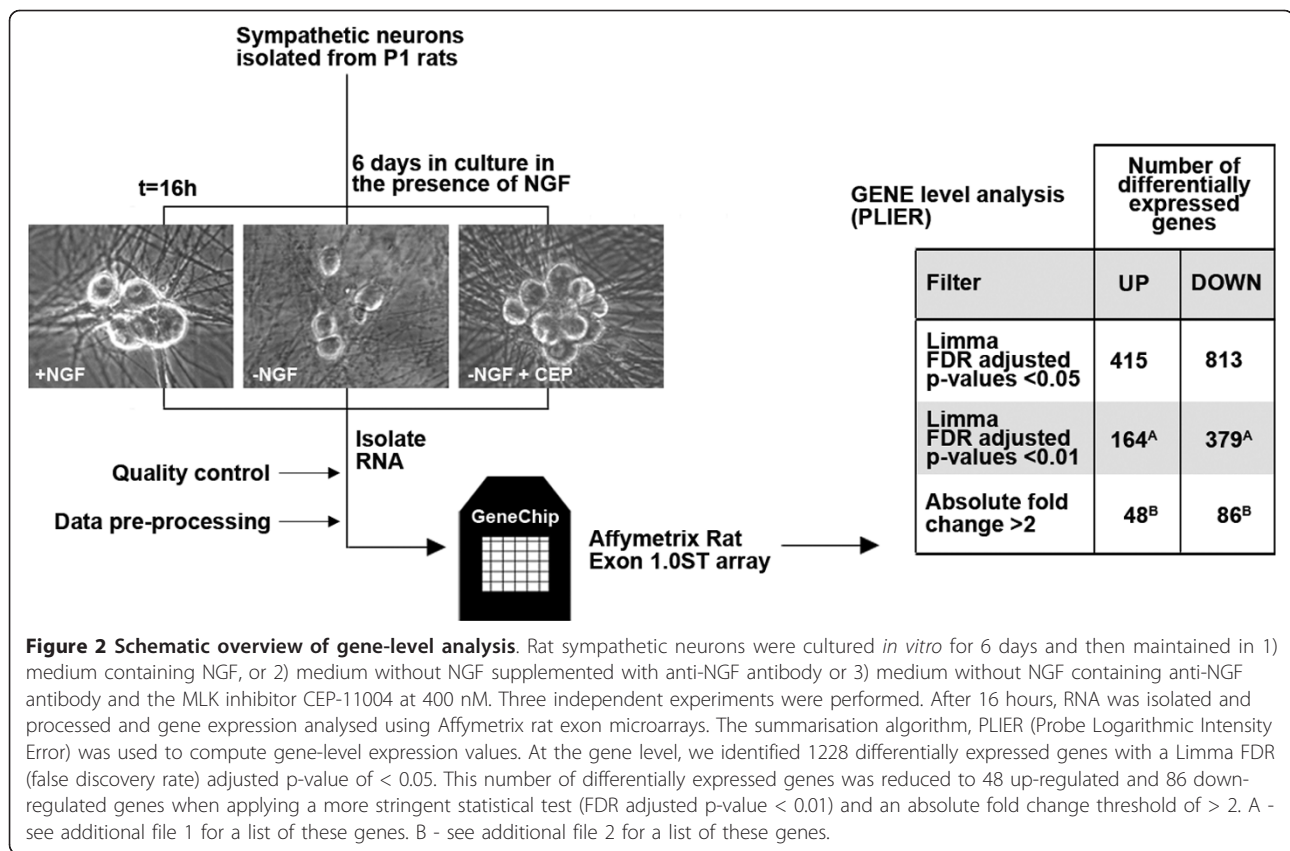 Sympathetic neurons
isolated from P1 rats
6 days in culture in
the presence of NGF
t=16h
+NGF
-NGF
-NGF + CEP
Isolate
RNA
Quality control
Data pre-processing
GeneChip
Affymetrix Rat
Exon 1.0ST array
GENE level analysis
(PLIER)
Number of
differentially
expressed
genes
Filter UP DOWN
Limma
FDR adjusted
p-values <0.05
415 813
Limma
FDR adjusted
p-values <0.01
164ᴬ 379ᴬ
Absolute fold
change >2
48ᴮ 86ᴮ
Figure 2 Schematic overview of gene-level analysis. Rat sympathetic neurons were cultured in vitro for 6 days and then maintained in 1)
medium containing NGF, or 2) medium without NGF supplemented with anti-NGF antibody or 3) medium without NGF containing anti-NGF
antibody and the MLK inhibitor CEP-11004 at 400 nM. Three independent experiments were performed. After 16 hours, RNA was isolated and
processed and gene expression analysed using Affymetrix rat exon microarrays. The summarisation algorithm, PLIER (Probe Logarithmic Intensity
Error) was used to compute gene-level expression values. At the gene level, we identified 1228 differentially expressed genes with a Limma FDR
(false discovery rate) adjusted p-value of < 0.05. This number of differentially expressed genes was reduced to 48 up-regulated and 86 down-
regulated genes when applying a more stringent statistical test (FDR adjusted p-value < 0.01) and an absolute fold change threshold of > 2. A -
see additional file 1 for a list of these genes. B - see additional file 2 for a list of these genes.